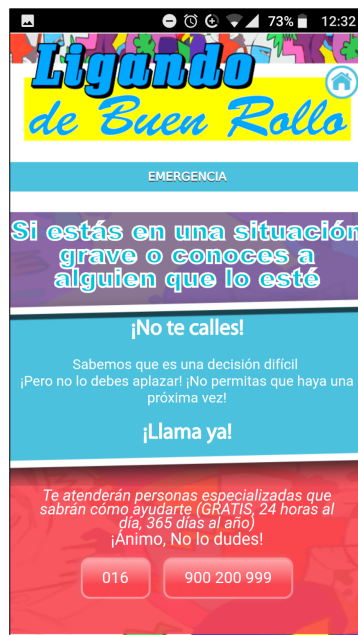 73% 12:32
Ligando
de Buen Rollo
EMERGENCIA
Si estás en una situación
grave o conoces a
alguien que lo esté
¡No te calles!
Sabemos que es una decisión difícil
¡Pero no lo debes aplazar! ¡No permitas que haya una
próxima vez!
¡Llama ya!
Te atenderán personas especializadas que
sabrán cómo ayudarte (GRATIS, 24 horas al
día, 365 días al año)
¡Ánimo, No lo dudes!
016 900 200 999